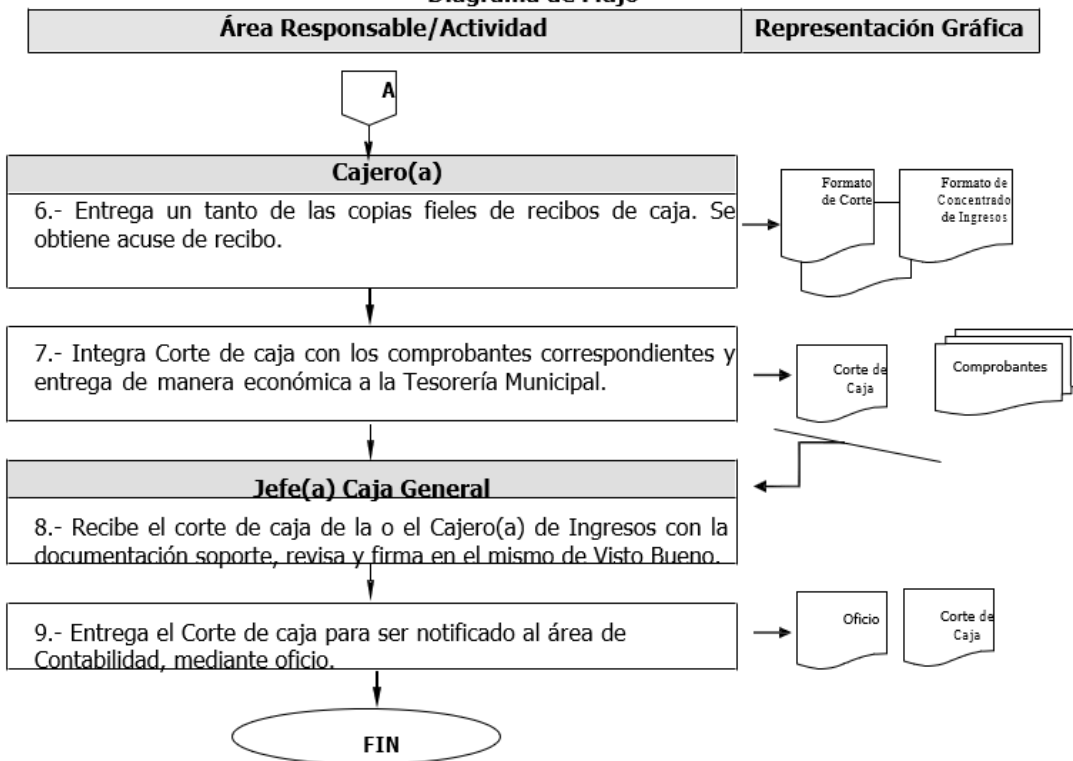 Diagrama de Flujo
Área Responsable/Actividad
Representación Gráfica
A
Cajero(a)
6.- Entrega un tanto de las copias fieles de recibos de caja. Se
obtiene acuse de recibo.
Formato
de Corte
Formato de
Concentrado
de Ingresos
7.- Integra Corte de caja con los comprobantes correspondientes y
entrega de manera económica a la Tesorería Municipal.
Corte de
Caja
Comprobantes
Jefe(a) Caja General
8.- Recibe el corte de caja de la o el Cajero(a) de Ingresos con la
documentación soporte, revisa y firma en el mismo de Visto Bueno.
9.- Entrega el Corte de caja para ser notificado al área de
Contabilidad, mediante oficio.
Oficio
Corte de
Caja
FIN